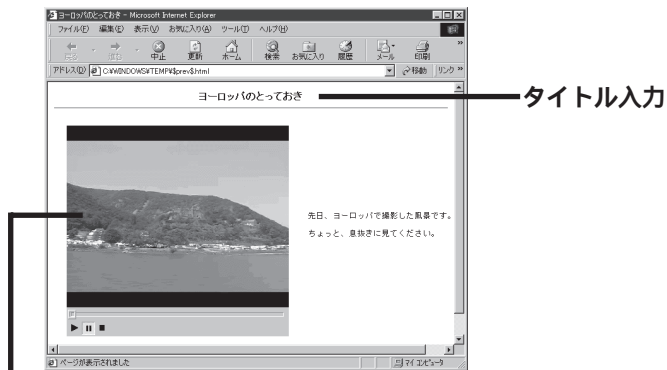 ヨーロッパのとっておき - Microsoft Internet Explorer
ファイル(F) 編集(E) 表示(V) お気に入り(A) ツール(T) ヘルプ(H)
戻る 進む 中止 更新 ホーム 検索 お気に入り 履歴 メール 印刷 »
アドレス(D) C:¥WINDOWS¥TEMP¥$prev$.html 移動 リンク »
ヨーロッパのとっておき
タイトル入力
先日、ヨーロッパで撮影した風景です。
ちょっと、息抜きに見てください。
ページが表示されました マイ コンピュータ